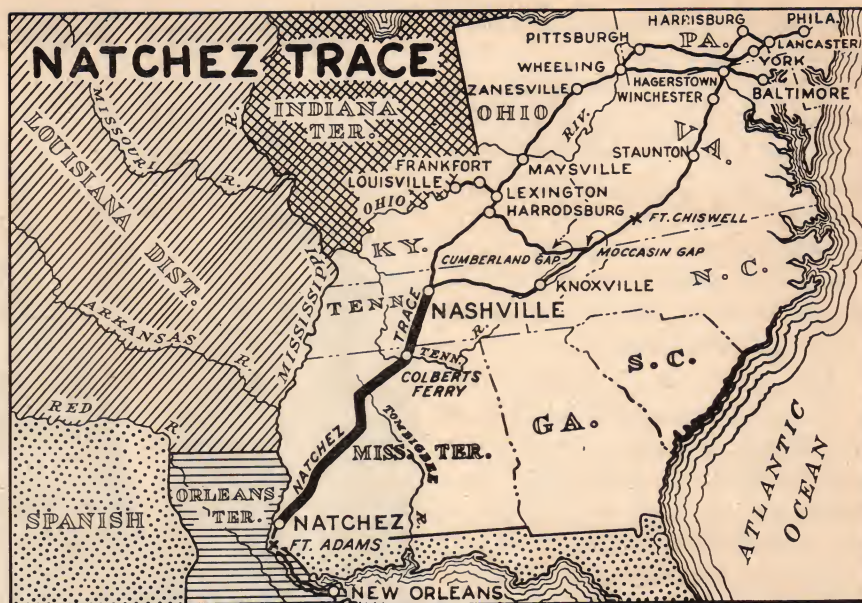 NATCHEZ TRACE
HARRISBURG
PHILA.
PITTSBURGH
PA.
LANCASTER
YORK
WHEELING
ZANESVILLE
HAGERSTOWN
BALTIMORE
WINCHESTER
OHIO
INDIANA
TER.
MISSOURI
R.
R.
RIV.
VA.
STAUNTON
LOUISIANA
DIST.
FRANKFORT
MAYSVILLE
LOUISVILLE
LEXINGTON
OHIO
HARRODSBURG
FT. CHISWELL
KY.
CUMBERLAND GAP
MOCCASIN GAP
N. C.
KNOXVILLE
TENN.
NASHVILLE
MISSISSIPPI
TRACE
TENN.
R.
ARKANSAS
R.
S. C.
COLBERTS
FERRY
RED
R.
GA.
NATCHEZ
TOMBIGBEE
R.
MISS. TER.
ORLEANS
TER.
SPANISH
NATCHEZ
FT. ADAMS
NEW ORLEANS
ATLANTIC
OCEAN